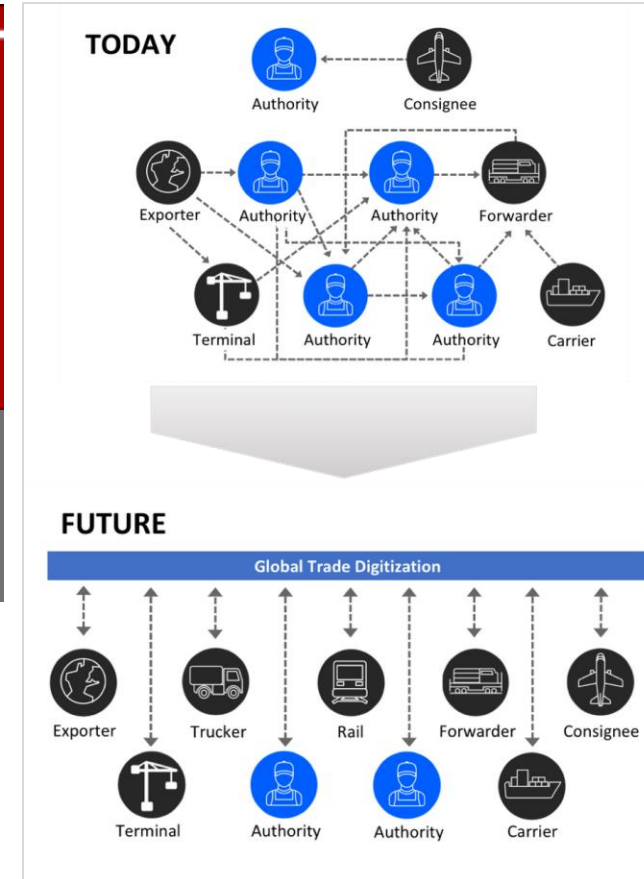 TODAY
Authority Consignee
Exporter Authority Authority Forwarder
Terminal Authority Authority Carrier
FUTURE
Global Trade Digitization
Exporter Trucker Rail Forwarder Consignee
Terminal Authority Authority Carrier